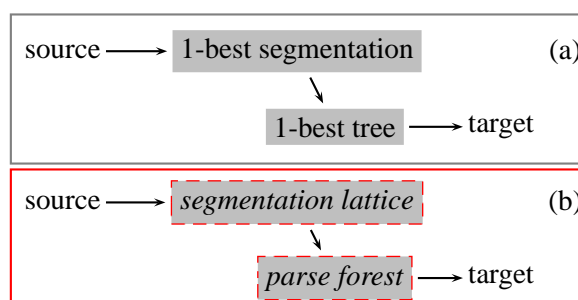 source 1-best segmentation (a)
1-best tree target
source segmentation lattice (b)
parse forest target